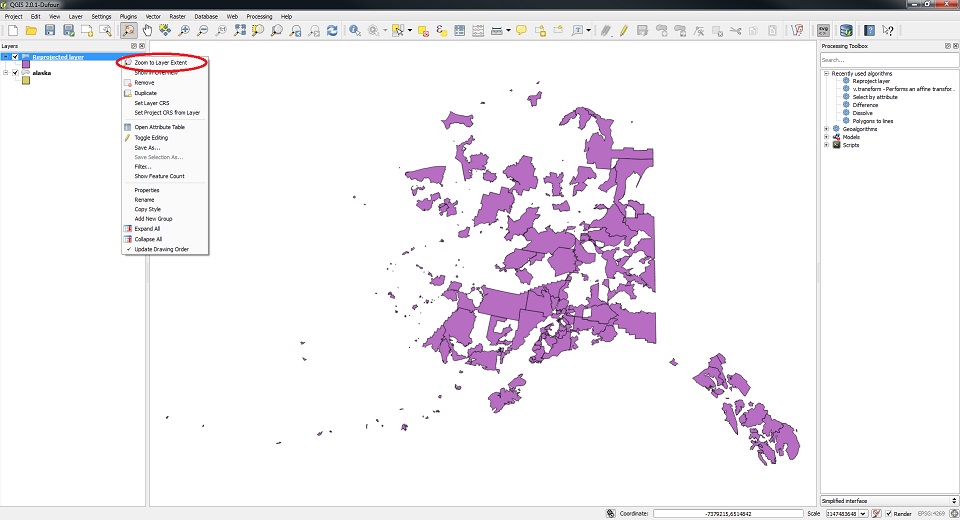 QGIS 2.0.1-Dufour
Project Edit View Layer Settings Plugins Vector Raster Database Web Processing Help
Layers
Reprojected layer
alaska
Zoom to Layer Extent
Show in Overview
Remove
Duplicate
Set Layer CRS
Set Project CRS from Layer
Open Attribute Table
Toggle Editing
Save As...
Save Selection As...
Filter...
Show Feature Count
Properties
Rename
Copy Style
Add New Group
Expand All
Collapse All
Update Drawing Order
Processing Toolbox
Search...
Recently used algorithms
Reproject layer
v.transform - Performs an affine transfor...
Select by attribute
Difference
Dissolve
Polygons to lines
Geoalgorithms
Models
Scripts
Simplified interface
Coordinate: -7379215,6514842 Scale Render EPSG:4269